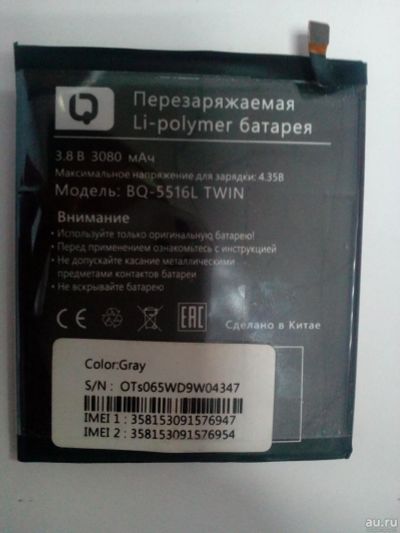 Перезаряжаемая
Li-polymer батарея
3.8 В 3080 мАч
Максимальное напряжение для зарядки: 4.35В
Модель: BQ-5516L TWIN
Внимание
• Используйте только оригинальную батарею!
• Перед применением ознакомьтесь с инструкцией
• Не допускайте касание металлическими
предметами контактов батареи
• Не вскрывайте батарею
CE EAC Сделано в Китае
Color:Gray
S/N : OTs065WD9W04347
IMEI 1 : 358153091576947
IMEI 2 : 358153091576954
au.ru